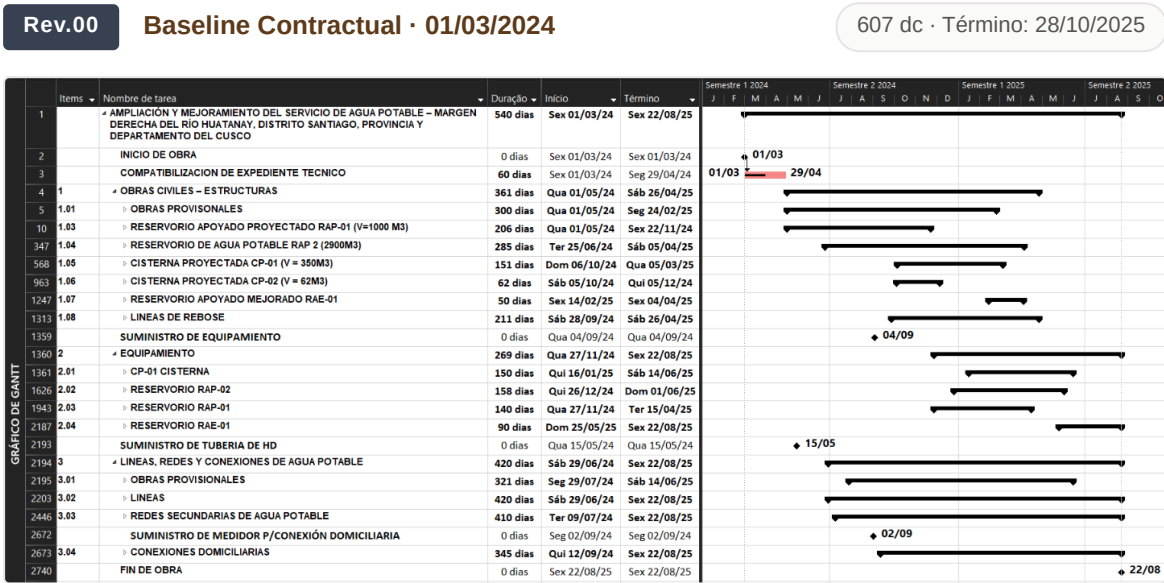 Rev.00 Baseline Contractual · 01/03/2024 607 dc · Término: 28/10/2025
Semestre 1 2024 Semestre 2 2024 Semestre 1 2025 Semestre 2 2025
Items Nombre de tarea Duração Início Término J F M A M J J A S O N D J F M A M J J A S O
1 AMPLIACIÓN Y MEJORAMIENTO DEL SERVICIO DE AGUA POTABLE – MARGEN 540 dias Sex 01/03/24 Sex 22/08/25
DERECHA DEL RÍO HUATANAY, DISTRITO SANTIAGO, PROVINCIA Y
DEPARTAMENTO DEL CUSCO
2 INICIO DE OBRA 0 dias Sex 01/03/24 Sex 01/03/24 01/03
3 COMPATIBILIZACION DE EXPEDIENTE TECNICO 60 dias Sex 01/03/24 Seg 29/04/24 01/03 29/04
4 1 OBRAS CIVILES – ESTRUCTURAS 361 dias Qua 01/05/24 Sáb 26/04/25
5 1.01 OBRAS PROVISONALES 300 dias Qua 01/05/24 Seg 24/02/25
10 1.03 RESERVORIO APOYADO PROYECTADO RAP-01 (V=1000 M3) 206 dias Qua 01/05/24 Sex 22/11/24
347 1.04 RESERVORIO DE AGUA POTABLE RAP 2 (2900M3) 285 dias Ter 25/06/24 Sáb 05/04/25
568 1.05 CISTERNA PROYECTADA CP-01 (V = 350M3) 151 dias Dom 06/10/24 Qua 05/03/25
963 1.06 CISTERNA PROYECTADA CP-02 (V = 62M3) 62 dias Sáb 05/10/24 Qui 05/12/24
1247 1.07 RESERVORIO APOYADO MEJORADO RAE-01 50 dias Sex 14/02/25 Sex 04/04/25
1313 1.08 LINEAS DE REBOSE 211 dias Sáb 28/09/24 Sáb 26/04/25
1359 SUMINISTRO DE EQUIPAMIENTO 0 dias Qua 04/09/24 Qua 04/09/24 04/09
1360 2 EQUIPAMIENTO 269 dias Qua 27/11/24 Sex 22/08/25
1361 2.01 CP-01 CISTERNA 150 dias Qui 16/01/25 Sáb 14/06/25
1626 2.02 RESERVORIO RAP-02 158 dias Qui 26/12/24 Dom 01/06/25
1943 2.03 RESERVORIO RAP-01 140 dias Qua 27/11/24 Ter 15/04/25
2187 2.04 RESERVORIO RAE-01 90 dias Dom 25/05/25 Sex 22/08/25
2193 SUMINISTRO DE TUBERIA DE HD 0 dias Qua 15/05/24 Qua 15/05/24 15/05
2194 3 LINEAS, REDES Y CONEXIONES DE AGUA POTABLE 420 dias Sáb 29/06/24 Sex 22/08/25
2195 3.01 OBRAS PROVISIONALES 321 dias Seg 29/07/24 Sáb 14/06/25
2203 3.02 LINEAS 420 dias Sáb 29/06/24 Sex 22/08/25
2446 3.03 REDES SECUNDARIAS DE AGUA POTABLE 410 dias Ter 09/07/24 Sex 22/08/25
2672 SUMINISTRO DE MEDIDOR P/CONEXIÓN DOMICILIARIA 0 dias Seg 02/09/24 Seg 02/09/24 02/09
2673 3.04 CONEXIONES DOMICILIARIAS 345 dias Qui 12/09/24 Sex 22/08/25
2740 FIN DE OBRA 0 dias Sex 22/08/25 Sex 22/08/25 22/08
GRÁFICO DE GANTT